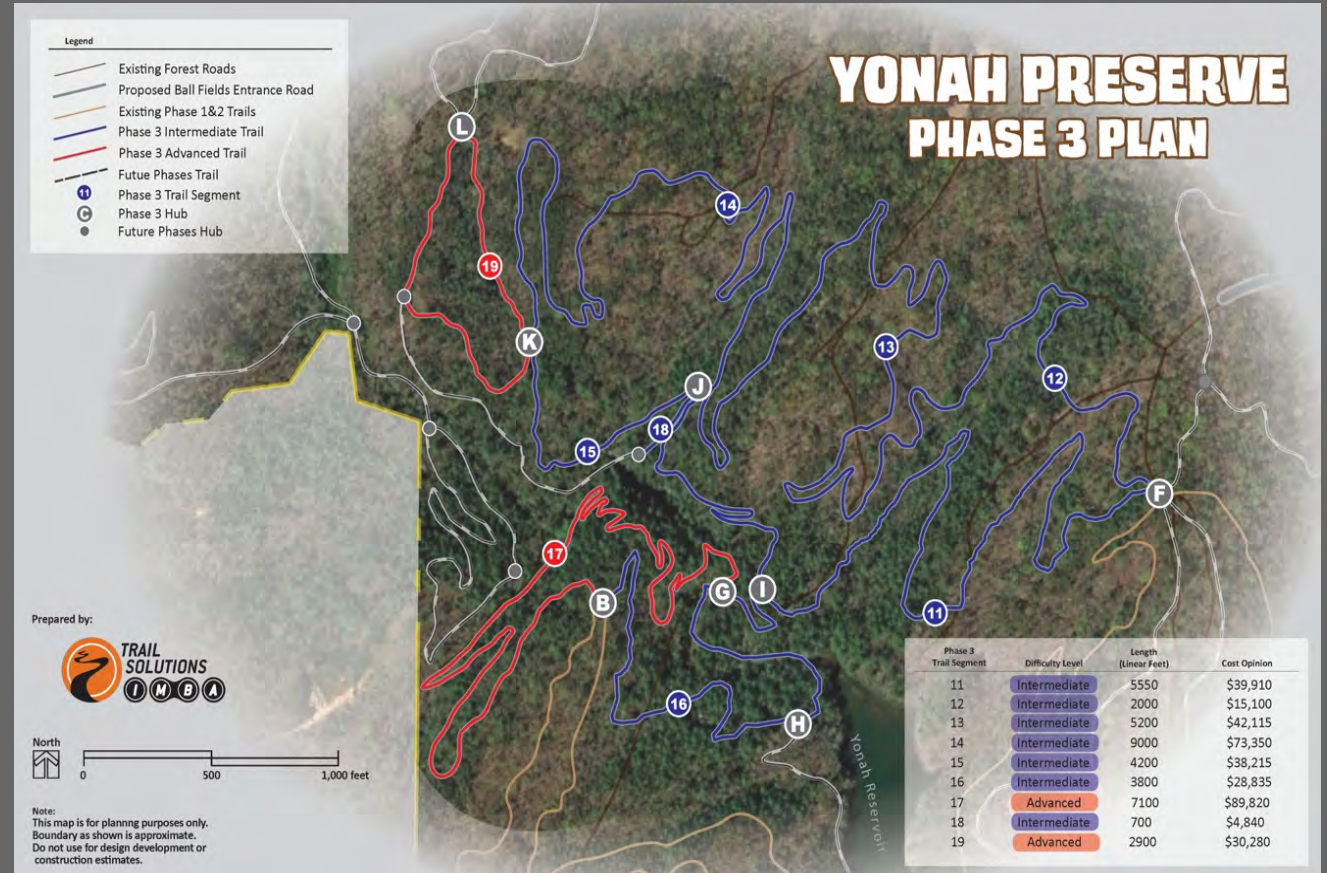 Legend
Existing Forest Roads
Proposed Ball Fields Entrance Road
Existing Phase 1&2 Trails
Phase 3 Intermediate Trail
Phase 3 Advanced Trail
Futue Phases Trail
11 Phase 3 Trail Segment
C Phase 3 Hub
Future Phases Hub
YONAH PRESERVE
PHASE 3 PLAN
L
14
19
K
13
J
12
18
15
F
17
B
G
I
11
16
H
Yonah Reservoir
Prepared by:
TRAIL
SOLUTIONS
IMBA
North
0 500 1,000 feet
Note:
This map is for plannng purposes only.
Boundary as shown is approximate.
Do not use for design development or
construction estimates.
Phase 3 Trail Segment Difficulty Level Length (Linear Feet) Cost Opinion
11 Intermediate 5550 $39,910
12 Intermediate 2000 $15,100
13 Intermediate 5200 $42,115
14 Intermediate 9000 $73,350
15 Intermediate 4200 $38,215
16 Intermediate 3800 $28,835
17 Advanced 7100 $89,820
18 Intermediate 700 $4,840
19 Advanced 2900 $30,280